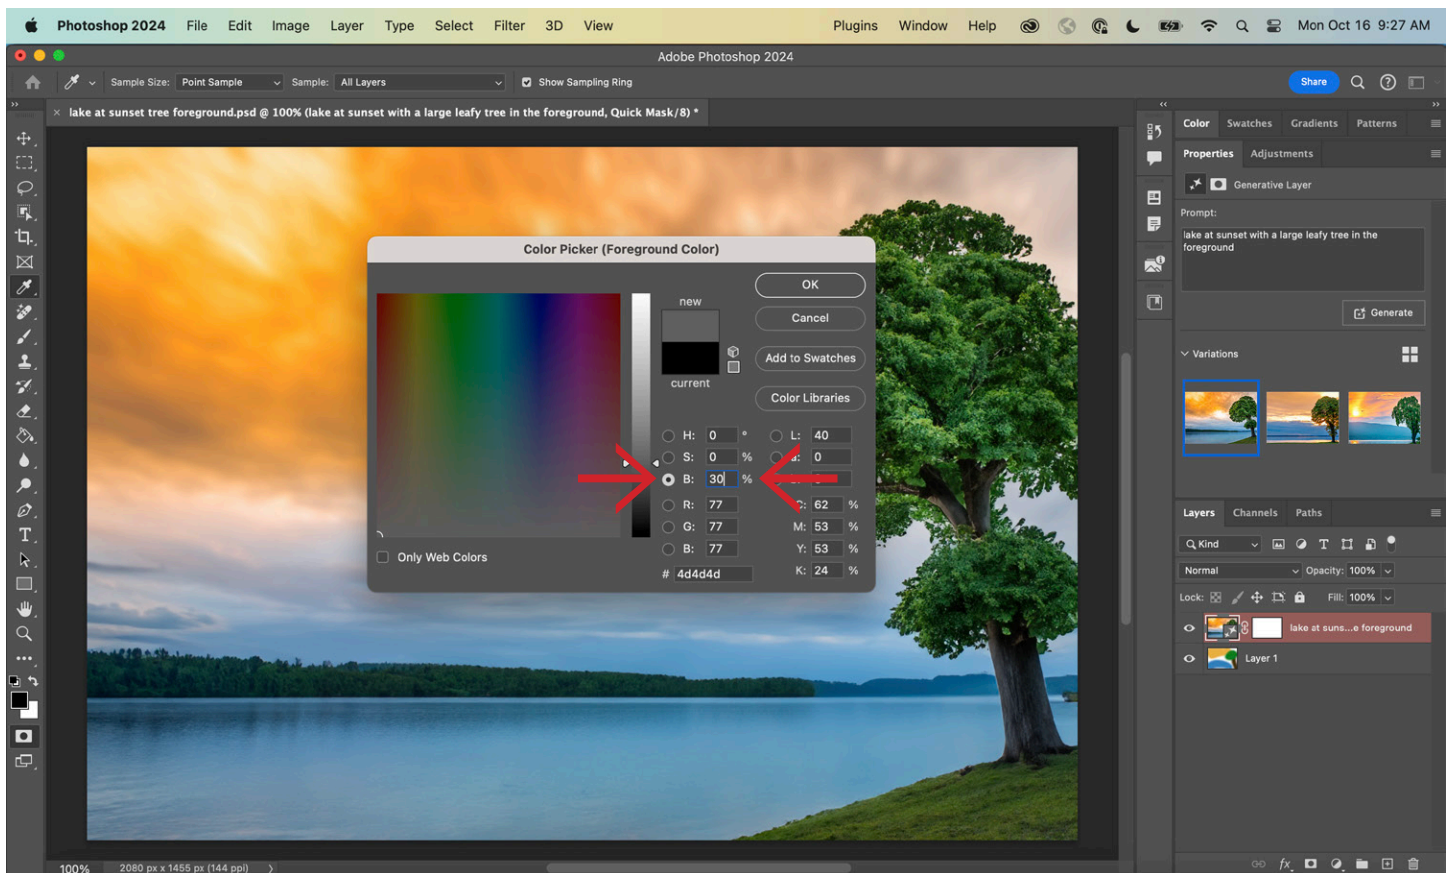 Photoshop 2024 File Edit Image Layer Type Select Filter 3D View Plugins Window Help Mon Oct 16 9:27 AM
Adobe Photoshop 2024
Sample Size: Point Sample Sample: All Layers Show Sampling Ring Share
× lake at sunset tree foreground.psd @ 100% (lake at sunset with a large leafy tree in the foreground, Quick Mask/8) *
Color Swatches Gradients Patterns
Properties Adjustments
Generative Layer
Prompt:
lake at sunset with a large leafy tree in the
foreground
Generate
Variations
Color Picker (Foreground Color)
new
current
OK
Cancel
Add to Swatches
Color Libraries
H: 0 ° L: 40
S: 0 % a: 0
B: 30 %
R: 77 C: 62 %
G: 77 M: 53 %
B: 77 Y: 53 %
# 4d4d4d K: 24 %
Only Web Colors
Layers Channels Paths
Kind
Normal Opacity: 100%
Lock: Fill: 100%
lake at suns...e foreground
Layer 1
100% 2080 px x 1455 px (144 ppi)
fx